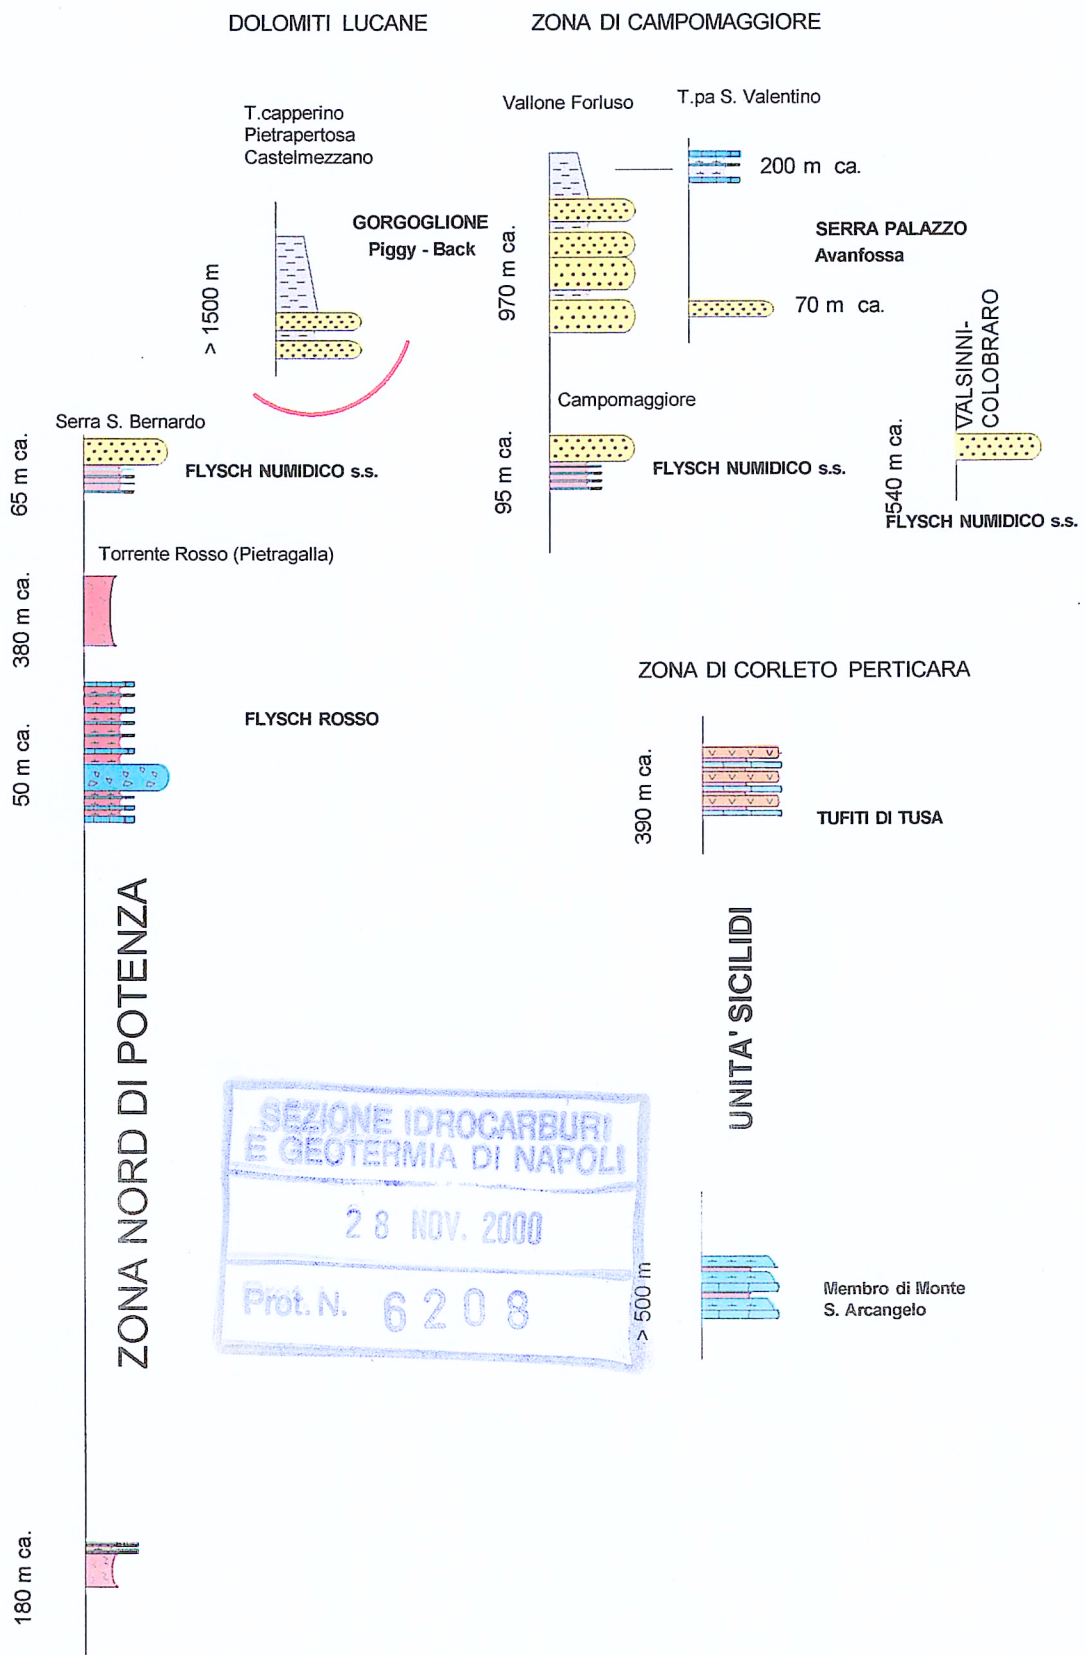 DOLOMITI LUCANE
ZONA DI CAMPOMAGGIORE
T.capperino
Pietrapertosa
Castelmezzano
Vallone Forluso
T.pa S. Valentino
200 m ca.
GORGOGLIONE
Piggy - Back
> 1500 m
970 m ca.
SERRA PALAZZO
Avanfossa
70 m ca.
VALSINNI-
COLOBRARO
Serra S. Bernardo
65 m ca.
FLYSCH NUMIDICO s.s.
Campomaggiore
95 m ca.
FLYSCH NUMIDICO s.s.
540 m ca.
FLYSCH NUMIDICO s.s.
Torrente Rosso (Pietragalla)
380 m ca.
ZONA DI CORLETO PERTICARA
50 m ca.
FLYSCH ROSSO
390 m ca.
TUFITI DI TUSA
ZONA NORD DI POTENZA
UNITA' SICILIDI
SEZIONE IDROCARBURI
E GEOTERMIA DI NAPOLI
28 NOV. 2000
Prot. N. 6208
> 500 m
Membro di Monte
S. Arcangelo
180 m ca.